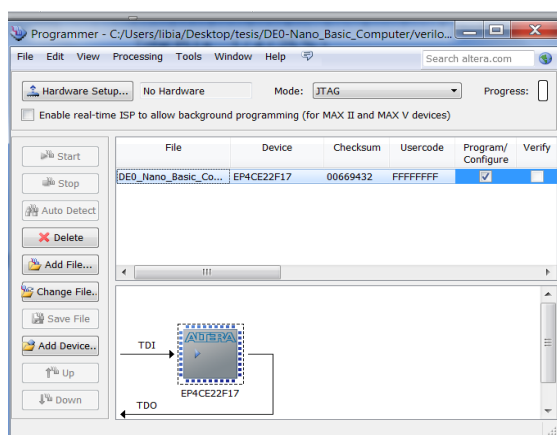 Programmer - C:/Users/libia/Desktop/tesis/DE0-Nano_Basic_Computer/verilo...
File Edit View Processing Tools Window Help Search altera.com
Hardware Setup... No Hardware Mode: JTAG Progress:
Enable real-time ISP to allow background programming (for MAX II and MAX V devices)
Start
Stop
Auto Detect
Delete
Add File...
Change File..
Save File
Add Device..
Up
Down
File Device Checksum Usercode Program/ Configure Verify
DE0_Nano_Basic_Co... EP4CE22F17 00669432 FFFFFFFF
ALTERA
TDI
EP4CE22F17
TDO